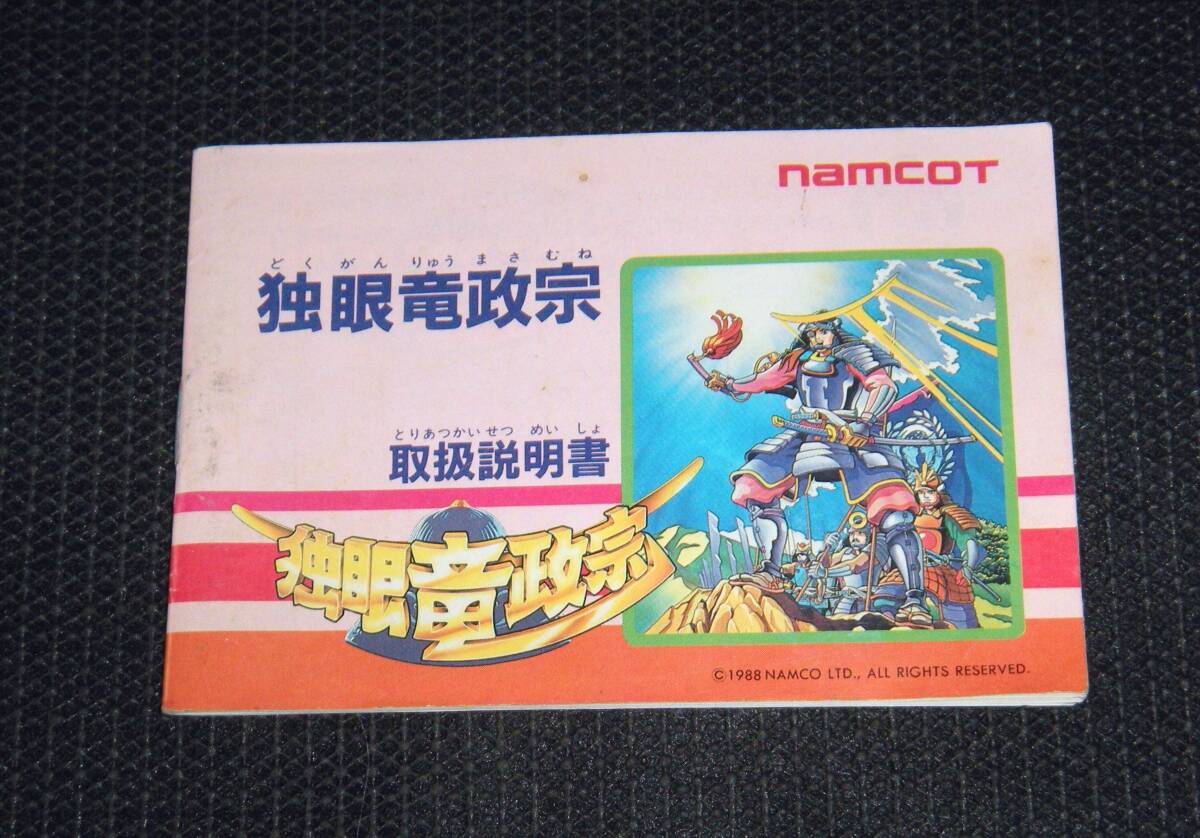 namcoT
どくがんりゅうまさむね
独眼竜政宗
とりあつかいせつめいしょ
取扱説明書
独眼竜政宗
©1988 NAMCO LTD., ALL RIGHTS RESERVED.